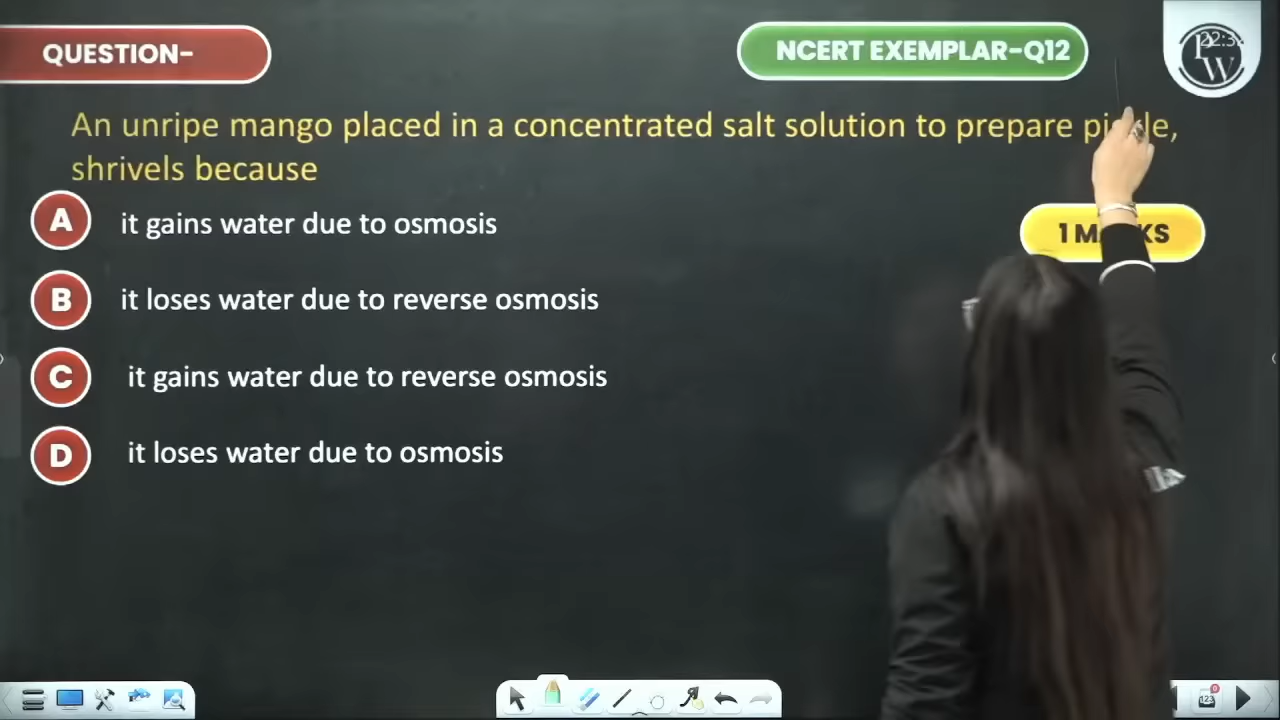 QUESTION-
NCERT EXEMPLAR-Q12
An unripe mango placed in a concentrated salt solution to prepare
shrivels because
A it gains water due to osmosis
1
B it loses water due to reverse osmosis
C it gains water due to reverse osmosis
D it loses water due to osmosis